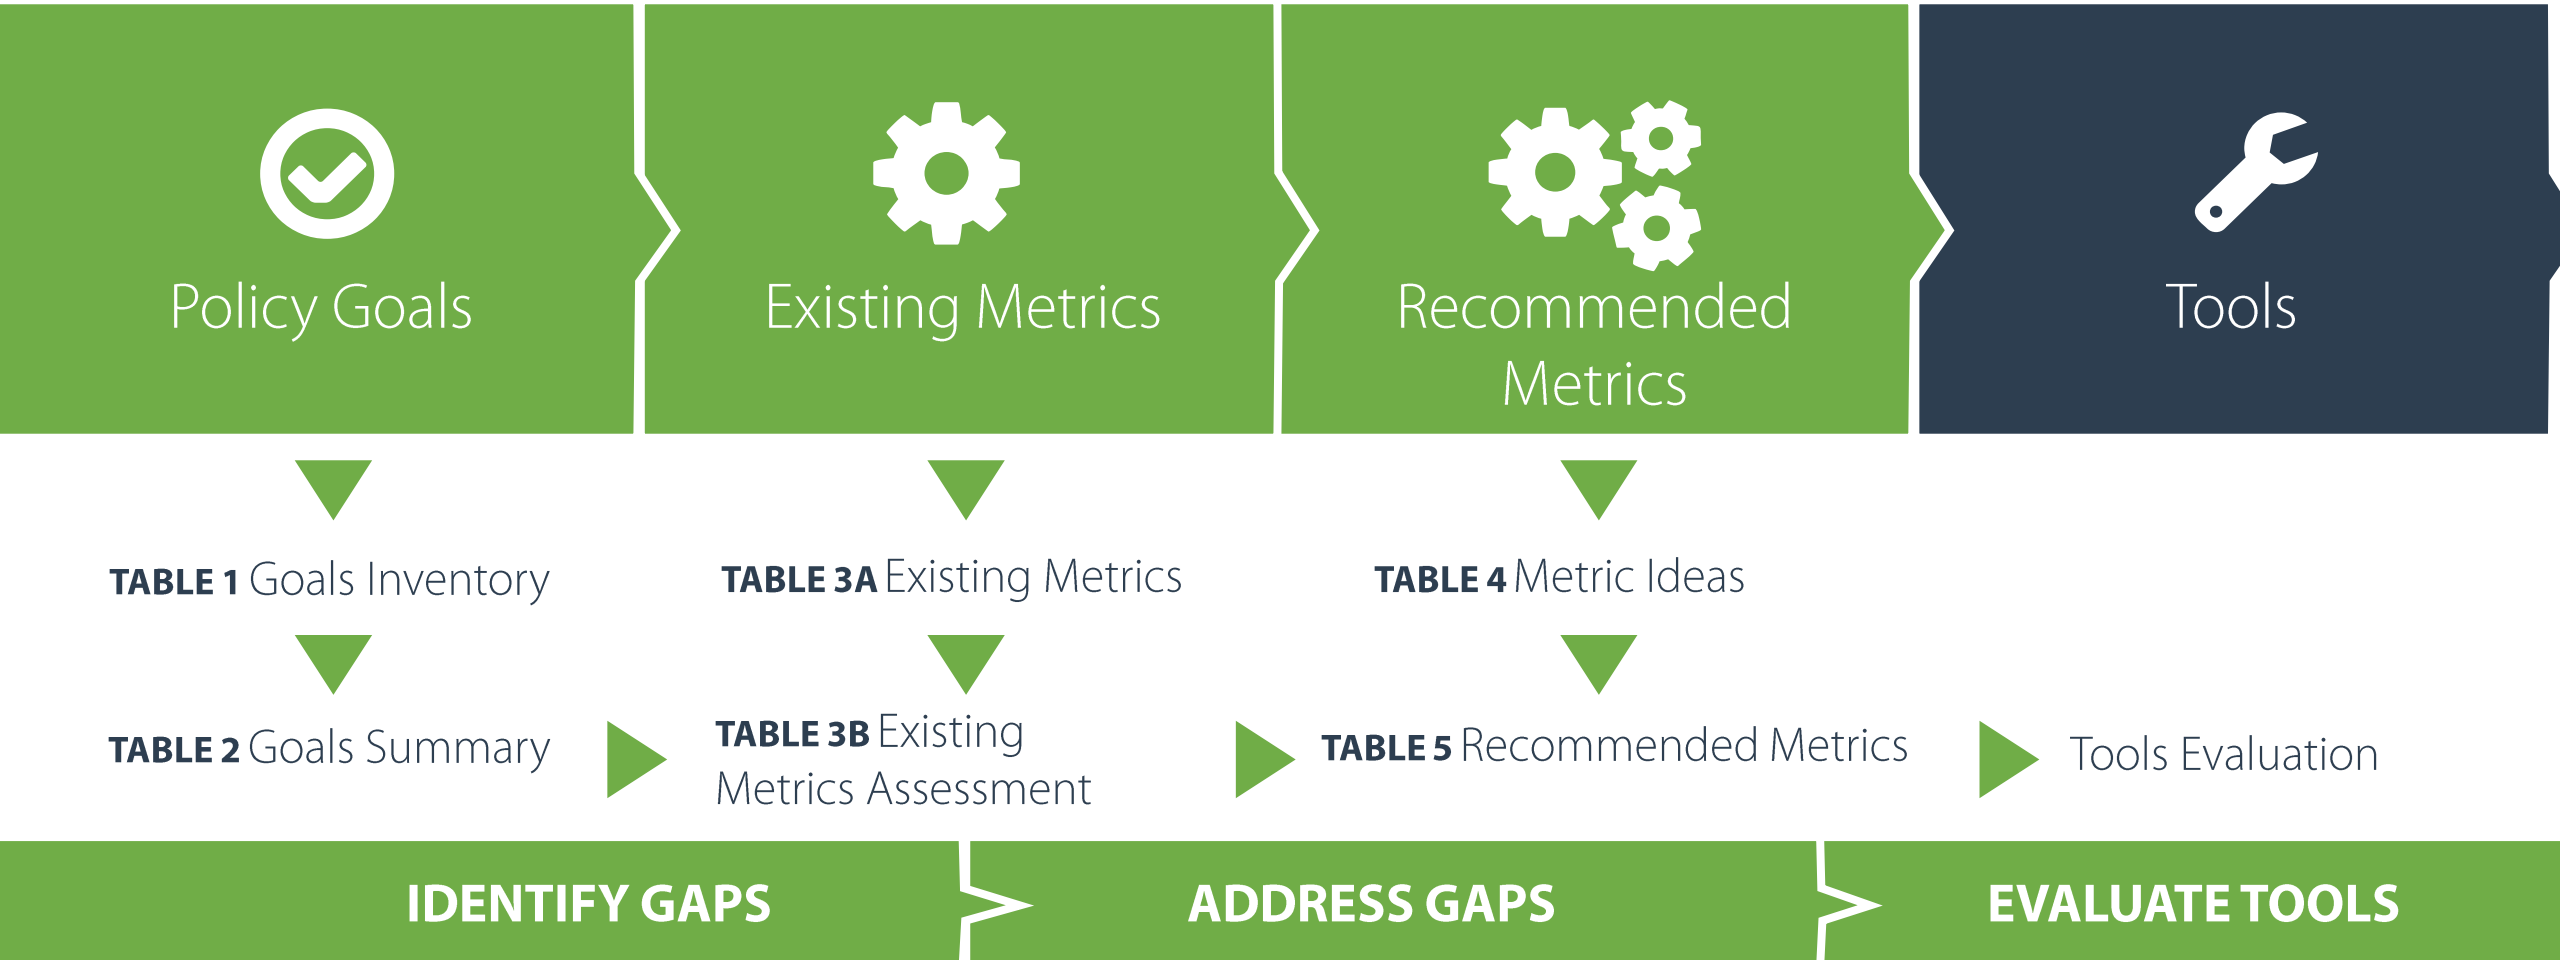 Policy Goals
Existing Metrics
Recommended
Metrics
Tools
TABLE 1 Goals Inventory
TABLE 3A Existing Metrics
TABLE 4 Metric Ideas
TABLE 2 Goals Summary
TABLE 3B Existing
Metrics Assessment
TABLE 5 Recommended Metrics
Tools Evaluation
IDENTIFY GAPS
ADDRESS GAPS
EVALUATE TOOLS